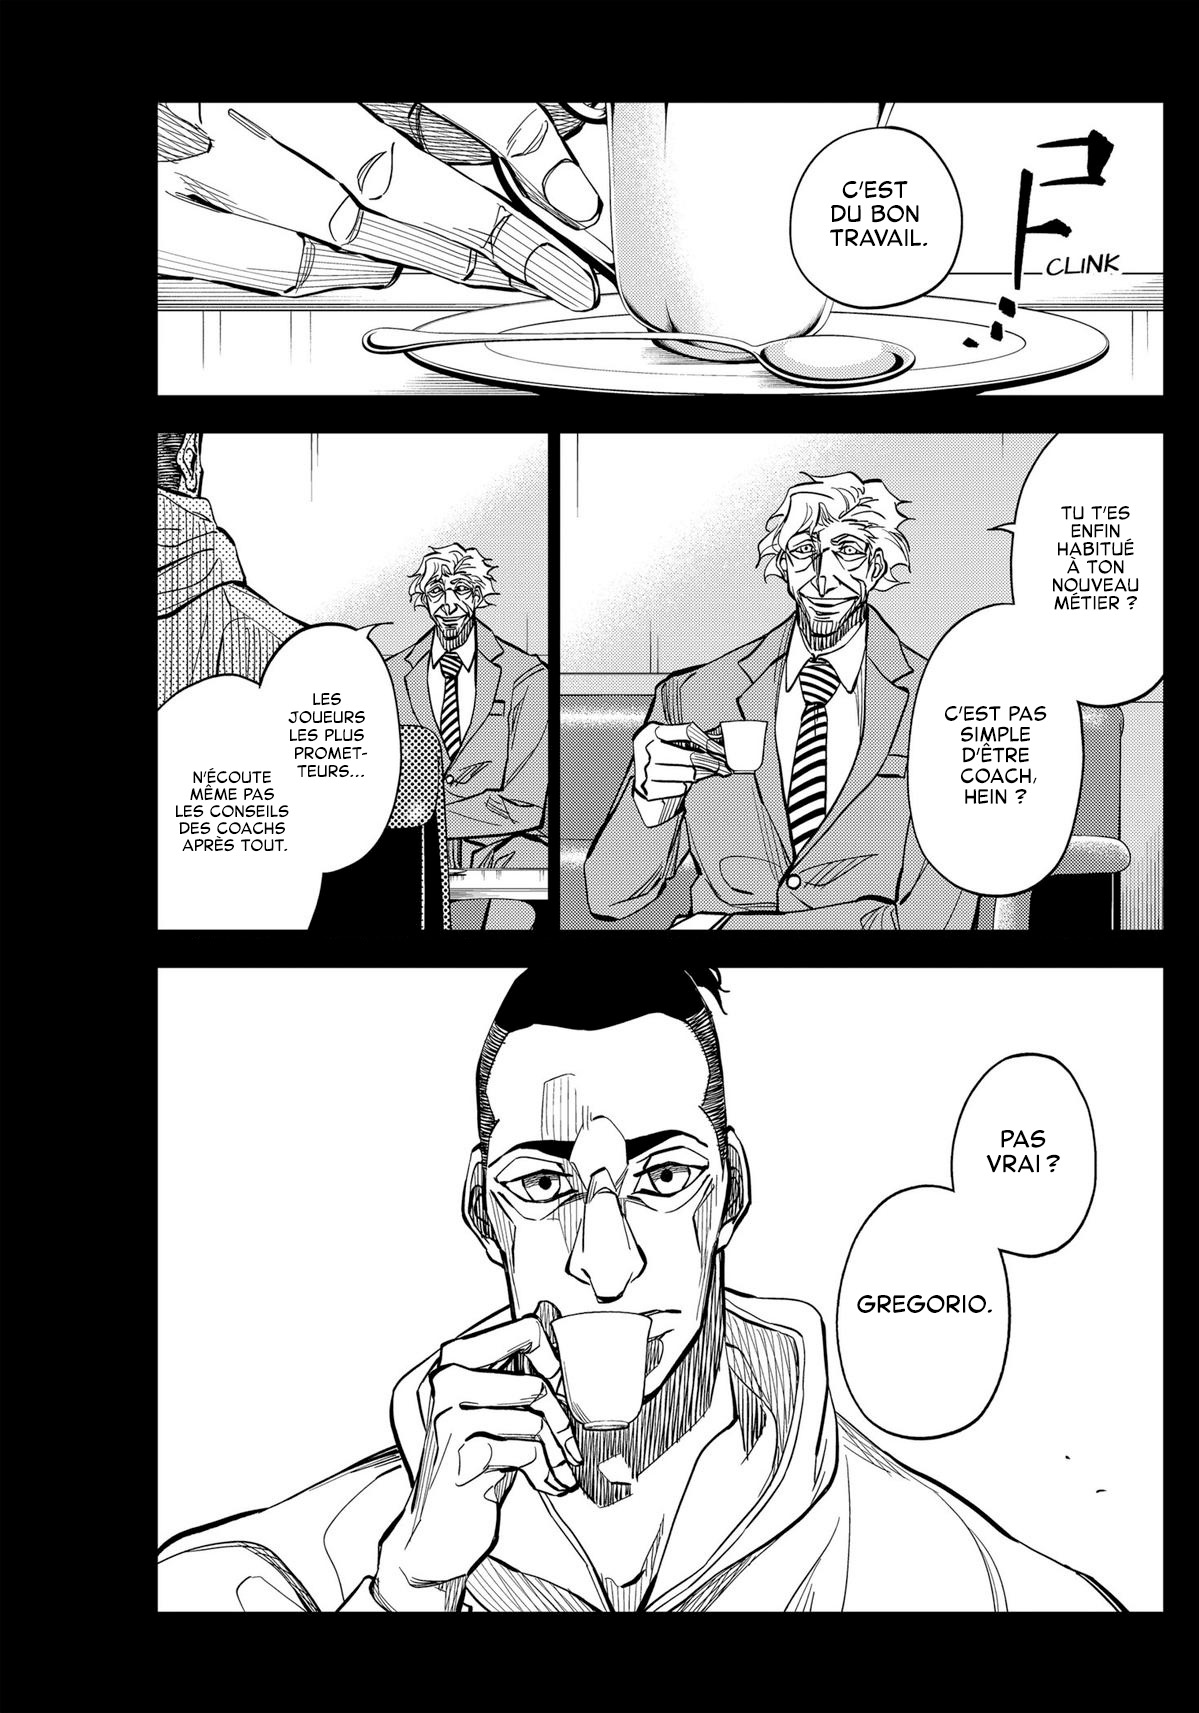 C'EST
DU BON
TRAVAIL.
コトッ
CLINK
TU T'ES
ENFIN
HABITUÉ
À TON
NOUVEAU
MÉTIER ?
C'EST PAS
SIMPLE
D'ÊTRE
COACH,
HEIN ?
LES
JOUEURS
LES PLUS
PROMET-
TEURS...
N'ÉCOUTE
MÊME PAS
LES CONSEILS
DES COACHS
APRÈS TOUT.
PAS
VRAI ?
GREGORIO.